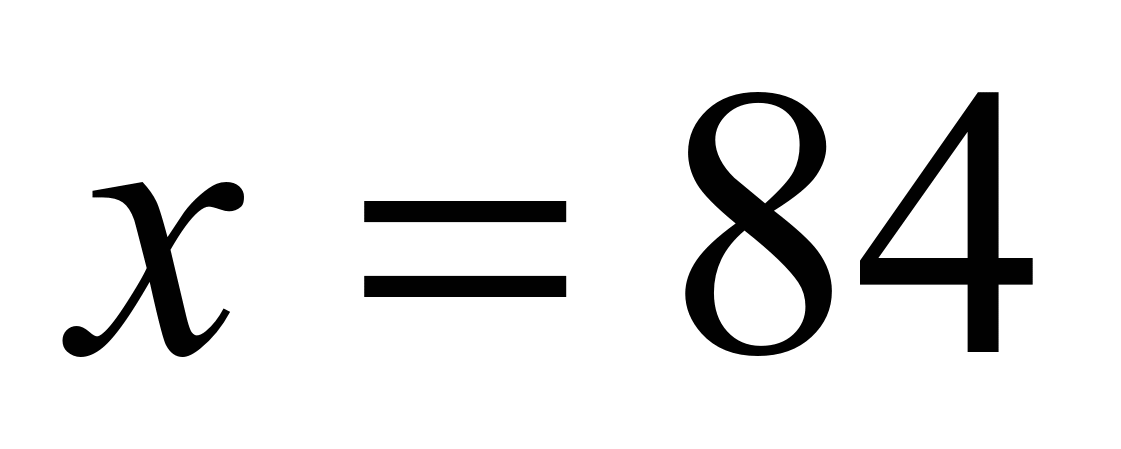 x = 84